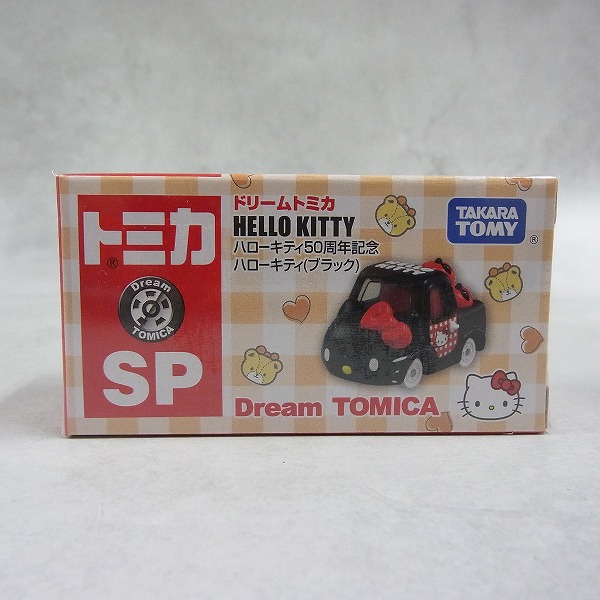 トミカ
®
Dream
TOMICA
SP
ドリームトミカ
HELLO KITTY
ハローキティ50周年記念
ハローキティ(ブラック)
TAKARA
TOMY
®
Dream TOMICA